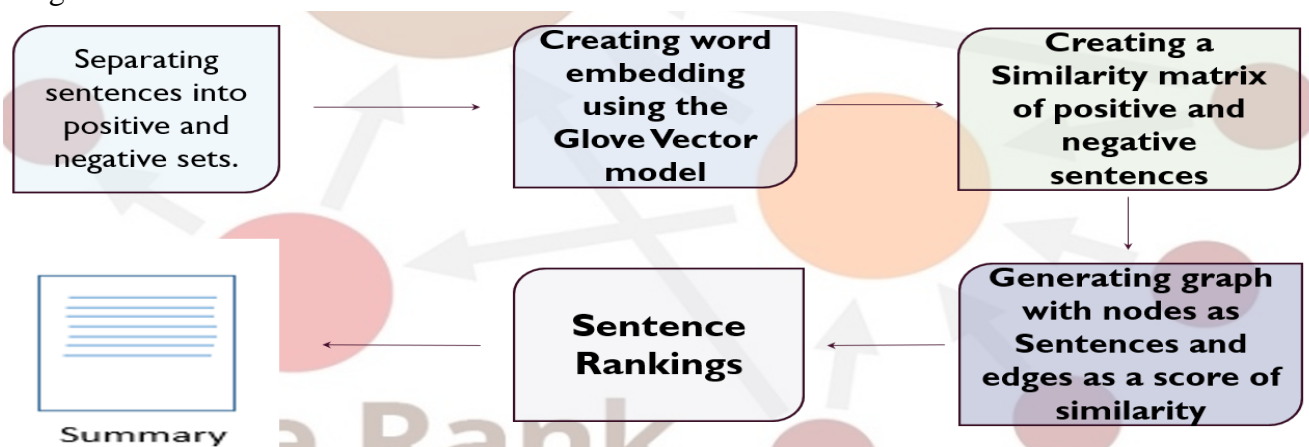 Separating
sentences into
positive and
negative sets.
Creating word
embedding
using the
Glove Vector
model
Creating a
Similarity matrix
of positive and
negative
sentences
Generating graph
with nodes as
Sentences and
edges as a score of
similarity
Sentence
Rankings
Summary
e Rank